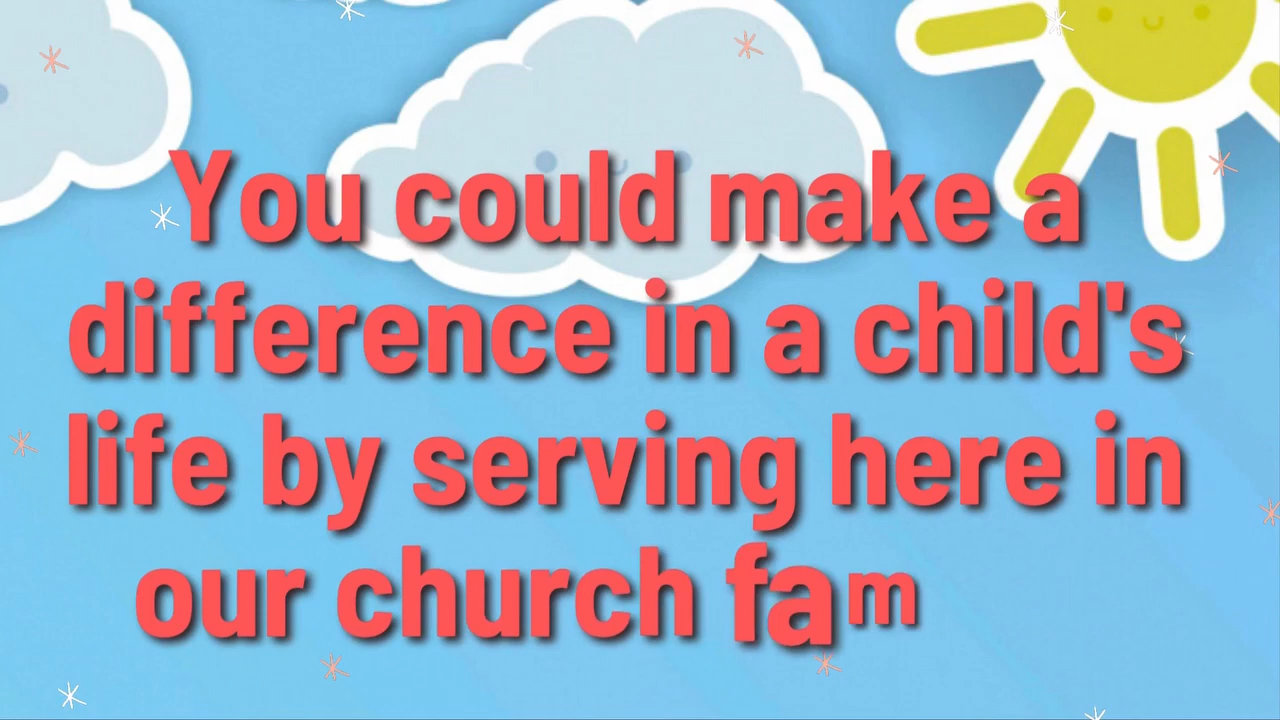 You could make a
difference in a child's
life by serving here in
our church fam